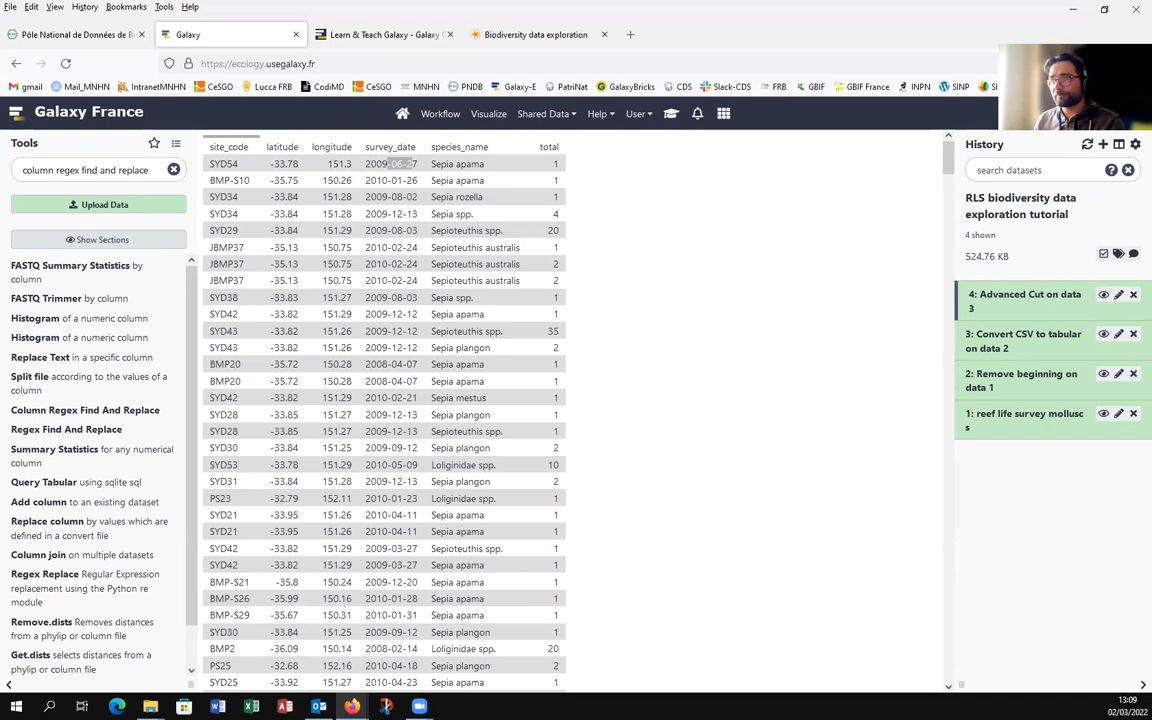 File Edit View History Bookmarks Tools Help
Pôle National de Données de Bi
Galaxy
Learn & Teach Galaxy - Galaxy C
Biodiversity data exploration
https://ecology.usegalaxy.fr
gmail Mail_MNHN IntranetMNHN CeSGO Lucca FRB CodiMD CeSGO MNHN PNDB Galaxy-E PatriNat GalaxyBricks CDS Slack-CDS FRB GBIF GBIF France INPN SINP
Galaxy France
Workflow Visualize Shared Data Help User
Tools
column regex find and replace
Upload Data
Show Sections
FASTQ Summary Statistics by
column
FASTQ Trimmer by column
Histogram of a numeric column
Histogram of a numeric column
Replace Text in a specific column
Split file according to the values of a
column
Column Regex Find And Replace
Regex Find And Replace
Summary Statistics for any numerical
column
Query Tabular using sqlite sql
Add column to an existing dataset
Replace column by values which are
defined in a convert file
Column join on multiple datasets
Regex Replace Regular Expression
replacement using the Python re
module
Remove.dists Removes distances
from a phylip or column file
Get.dists selects distances from a
phylip or column file
site_code latitude longitude survey_date species_name total
SYD54 -33.78 151.3 2009-06-27 Sepia apama 1
BMP-S10 -35.75 150.26 2010-01-26 Sepia apama 1
SYD34 -33.84 151.28 2009-08-02 Sepia rozella 1
SYD34 -33.84 151.28 2009-12-13 Sepia spp. 4
SYD29 -33.84 151.29 2009-08-03 Sepioteuthis spp. 20
JBMP37 -35.13 150.75 2010-02-24 Sepioteuthis australis 1
JBMP37 -35.13 150.75 2010-02-24 Sepioteuthis australis 2
JBMP37 -35.13 150.75 2010-02-24 Sepioteuthis australis 2
SYD38 -33.83 151.27 2009-08-03 Sepia spp. 1
SYD42 -33.82 151.29 2009-12-12 Sepia apama 1
SYD43 -33.82 151.26 2009-12-12 Sepioteuthis spp. 35
SYD43 -33.82 151.26 2009-12-12 Sepia plangon 2
BMP20 -35.72 150.28 2008-04-07 Sepia apama 1
BMP20 -35.72 150.28 2008-04-07 Sepia apama 1
SYD42 -33.82 151.29 2010-02-21 Sepia mestus 1
SYD28 -33.85 151.27 2009-12-13 Sepia plangon 1
SYD28 -33.85 151.27 2009-12-13 Sepioteuthis spp. 1
SYD30 -33.84 151.25 2009-09-12 Sepia plangon 2
SYD53 -33.78 151.29 2010-05-09 Loliginidae spp. 10
SYD31 -33.84 151.28 2009-12-13 Sepia plangon 2
PS23 -32.79 152.11 2010-01-23 Loliginidae spp. 1
SYD21 -33.95 151.26 2010-04-11 Sepia apama 1
SYD21 -33.95 151.26 2010-04-11 Sepia apama 1
SYD42 -33.82 151.29 2009-03-27 Sepioteuthis spp. 1
SYD42 -33.82 151.29 2009-03-27 Sepia apama 1
BMP-S21 -35.8 150.24 2009-12-20 Sepia apama 1
BMP-S26 -35.99 150.16 2010-01-28 Sepia apama 1
BMP-S29 -35.67 150.31 2010-01-31 Sepia apama 1
SYD30 -33.84 151.25 2009-09-12 Sepia plangon 1
BMP2 -36.09 150.14 2008-02-14 Loliginidae spp. 20
PS25 -32.68 152.16 2010-04-18 Sepia plangon 2
SYD25 -33.92 151.27 2010-04-23 Sepia apama 1
History
search datasets
RLS biodiversity data
exploration tutorial
4 shown
524.76 KB
4: Advanced Cut on data
3
3: Convert CSV to tabular
on data 2
2: Remove beginning on
data 1
1: reef life survey mollusc
s
13:09
02/03/2022